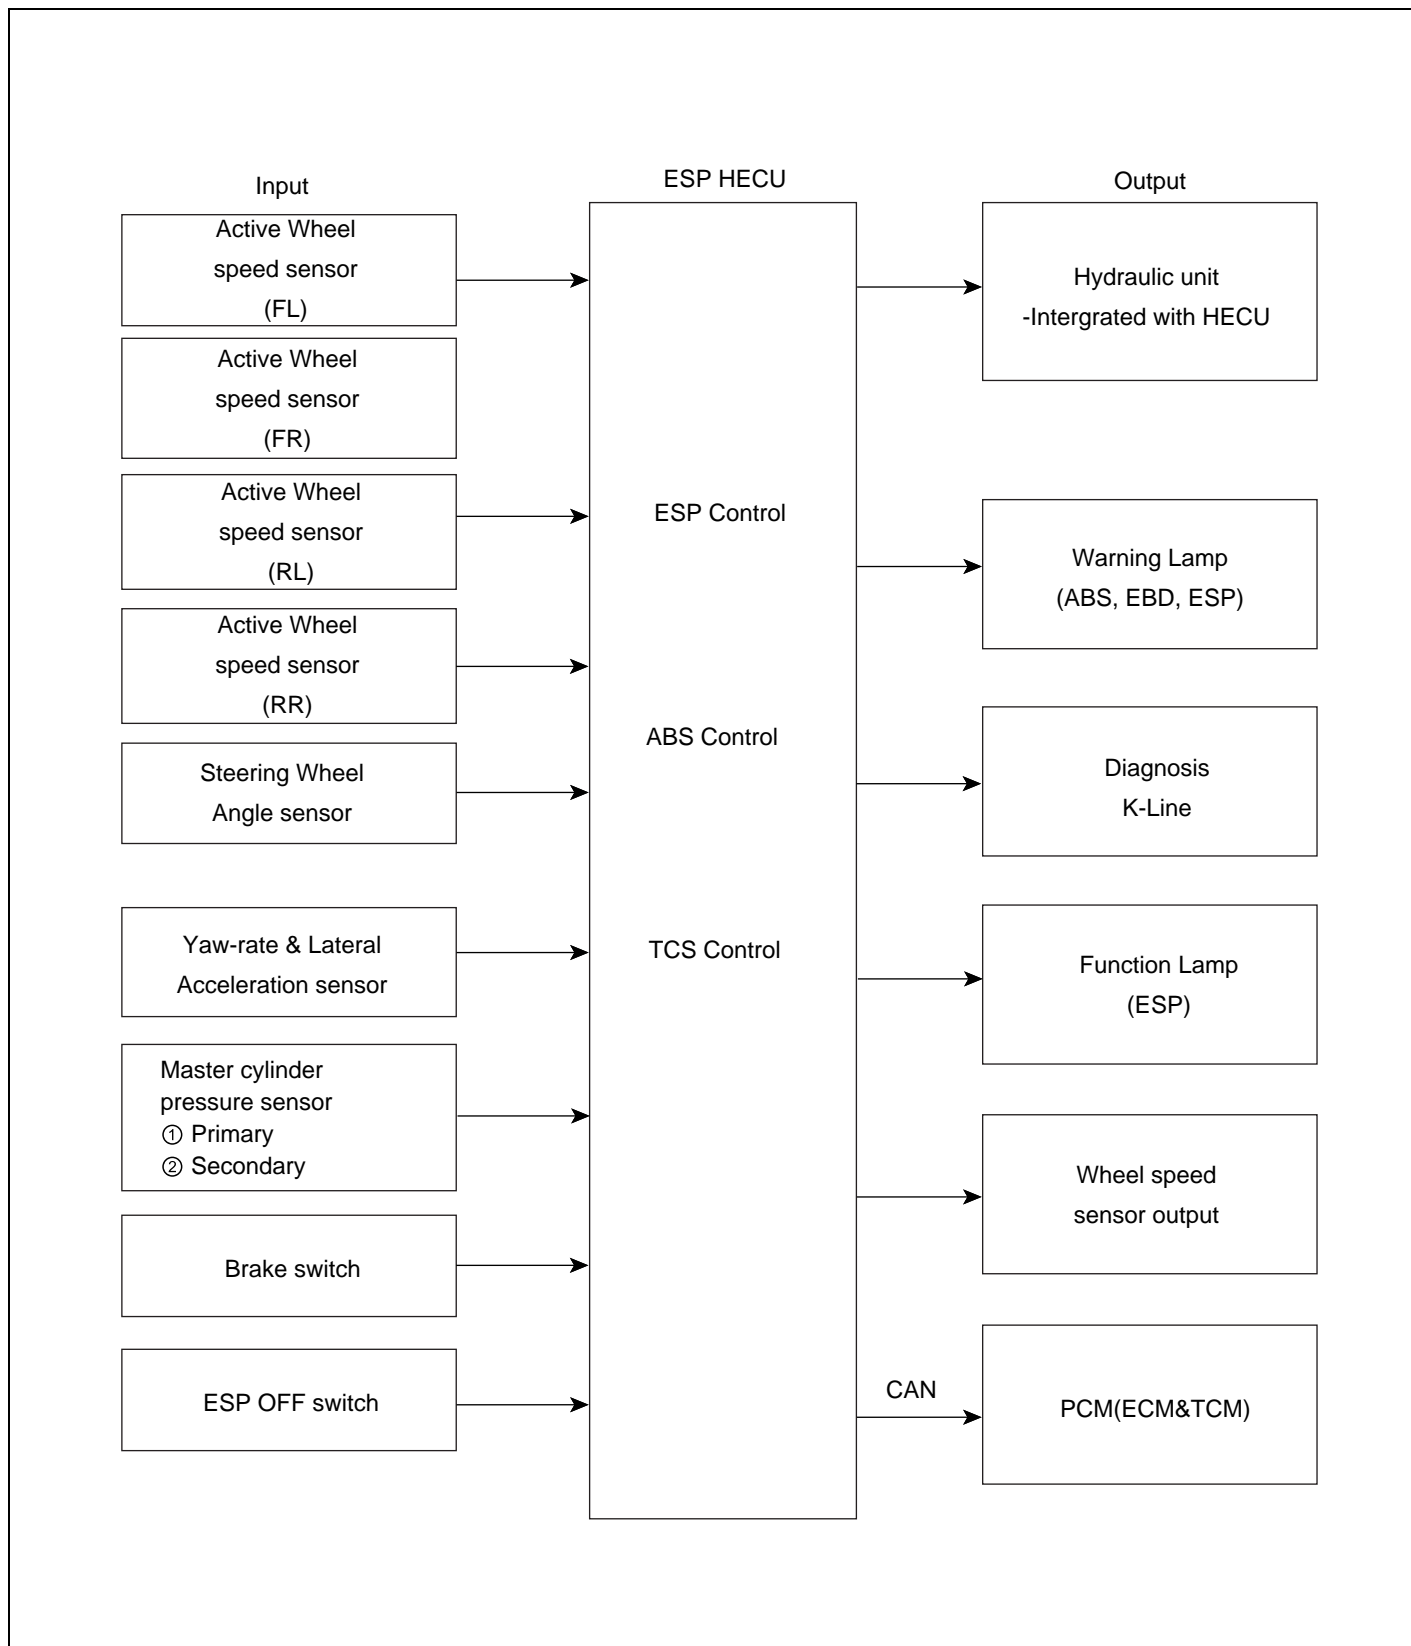 Input
Active Wheel
speed sensor
(FL)
Active Wheel
speed sensor
(FR)
Active Wheel
speed sensor
(RL)
Active Wheel
speed sensor
(RR)
Steering Wheel
Angle sensor
Yaw-rate & Lateral
Acceleration sensor
Master cylinder
pressure sensor
① Primary
② Secondary
Brake switch
ESP OFF switch
ESP HECU
ESP Control
ABS Control
TCS Control
Output
Hydraulic unit
-Intergrated with HECU
Warning Lamp
(ABS, EBD, ESP)
Diagnosis
K-Line
Function Lamp
(ESP)
Wheel speed
sensor output
CAN
PCM(ECM&TCM)